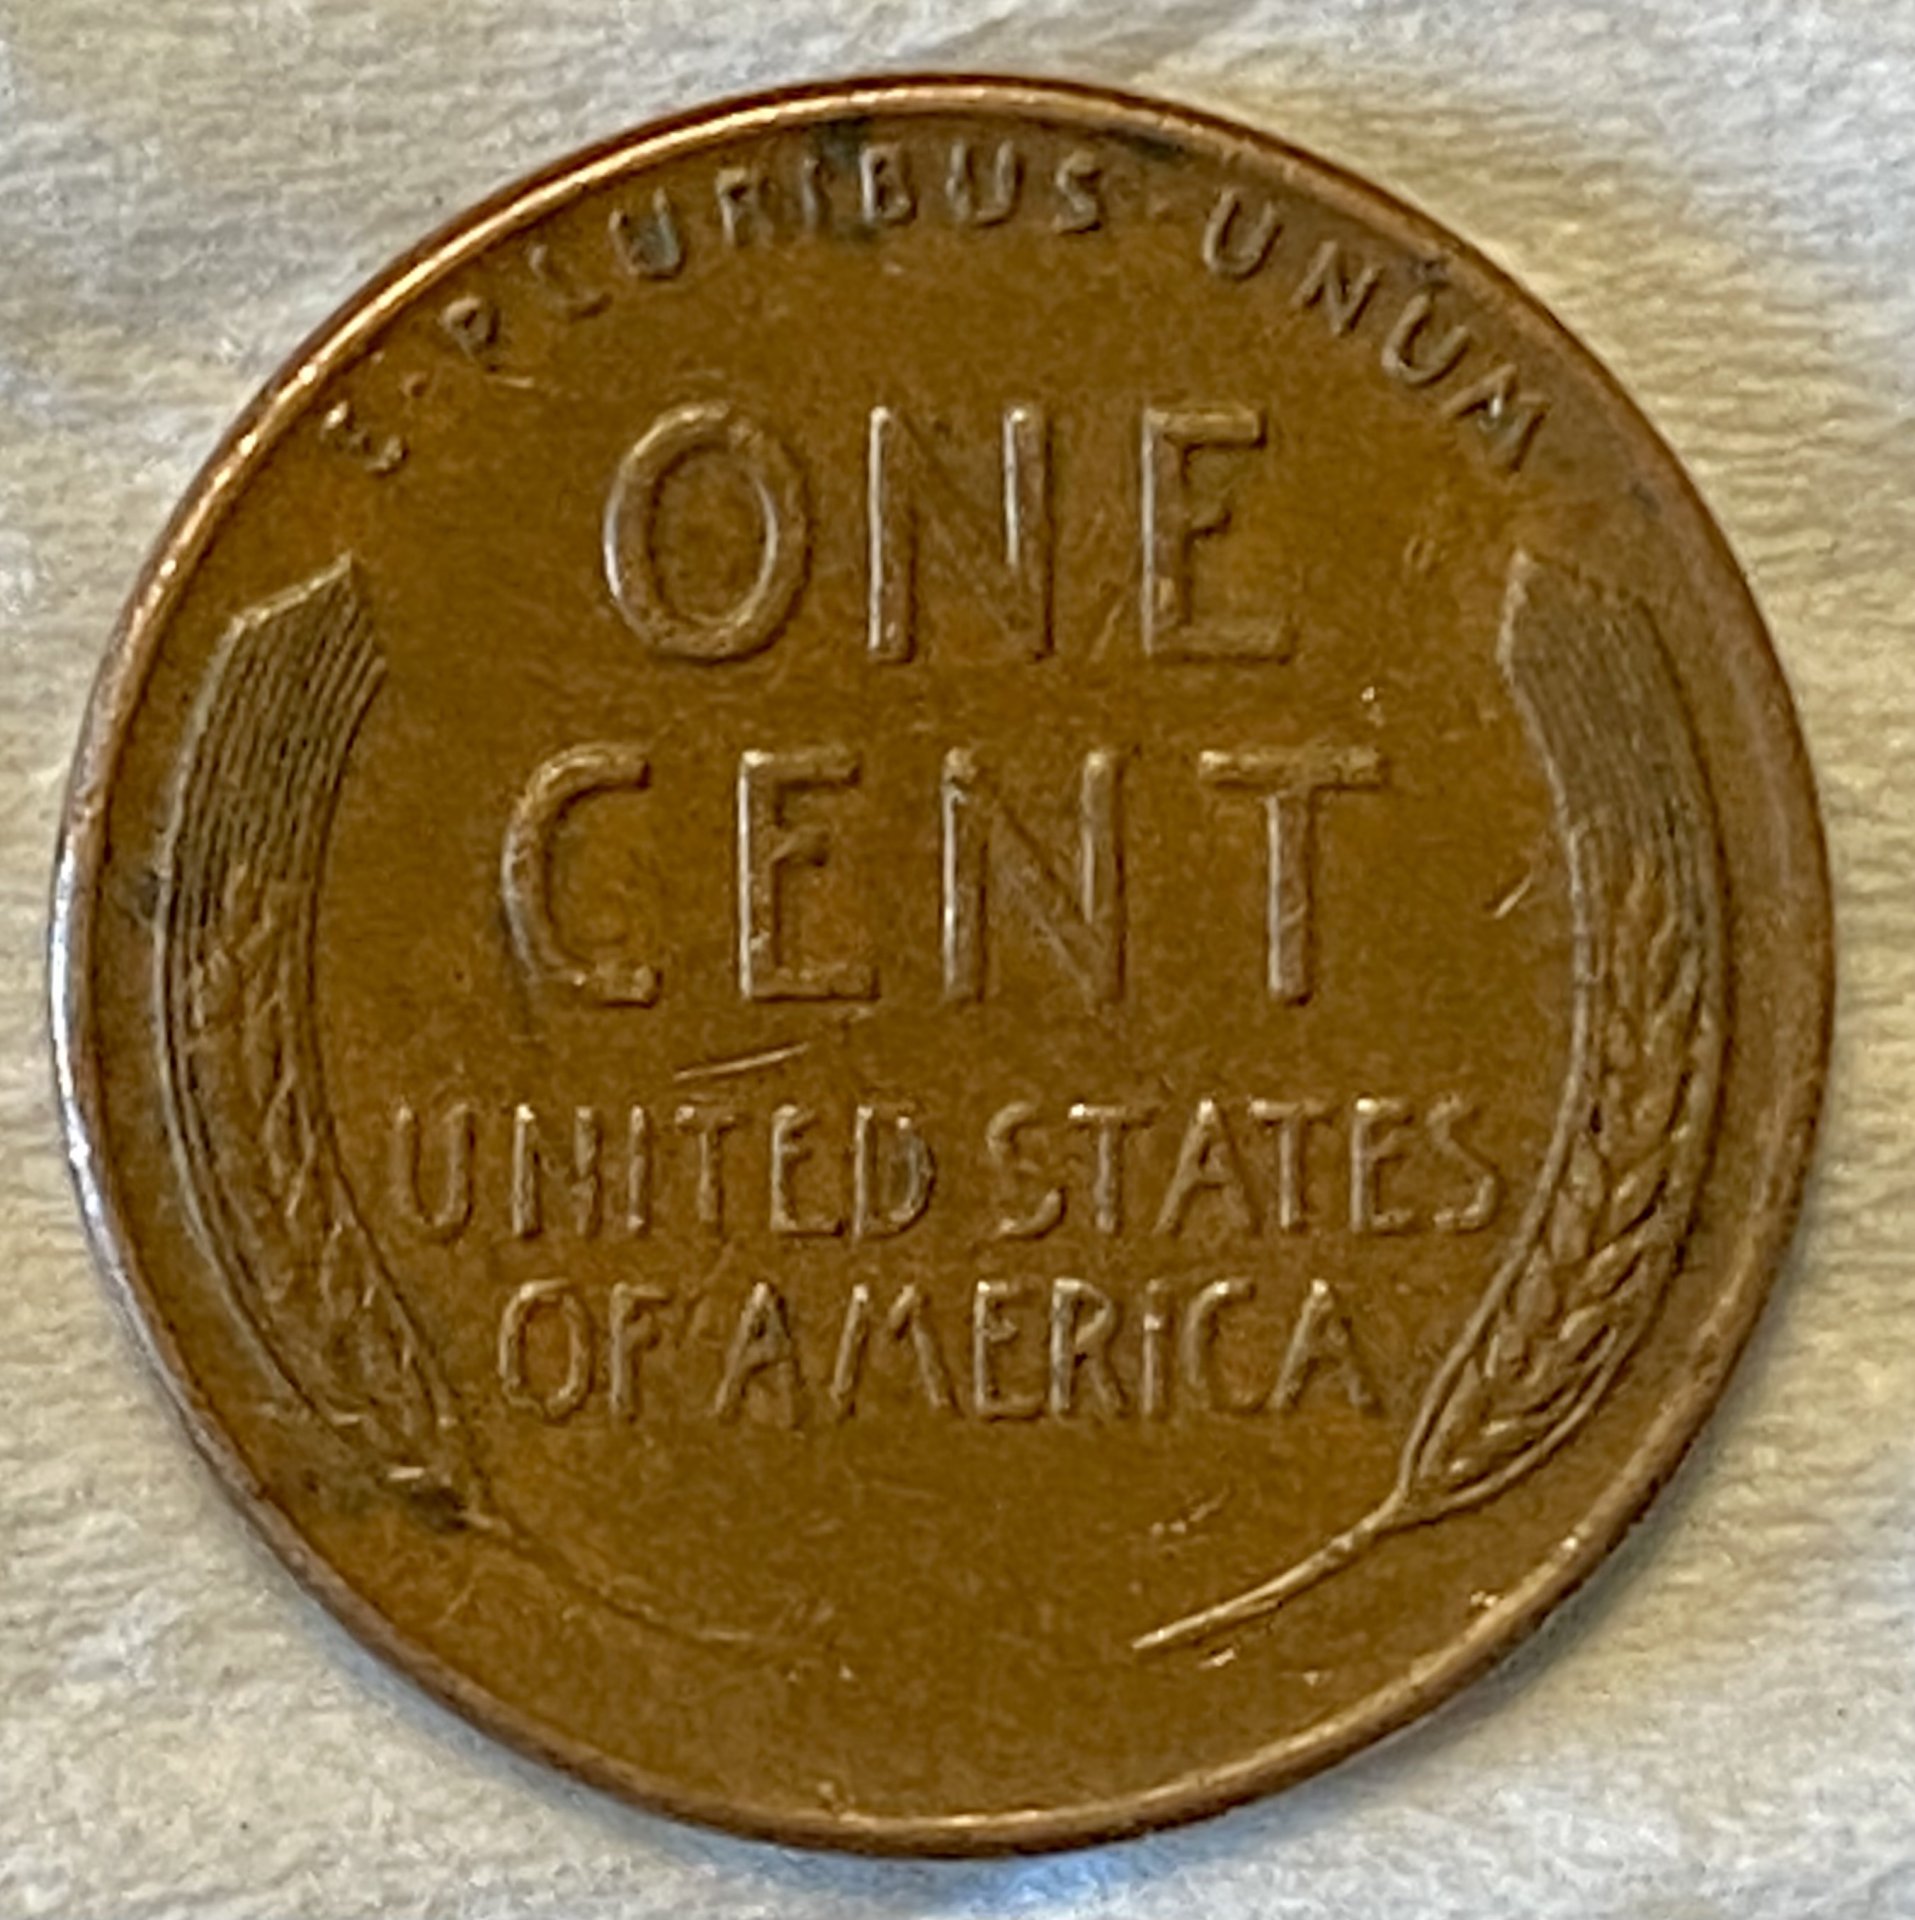 E·PLURIBUS·UNUM
ONE
CENT
UNITED STATES
OF AMERICA